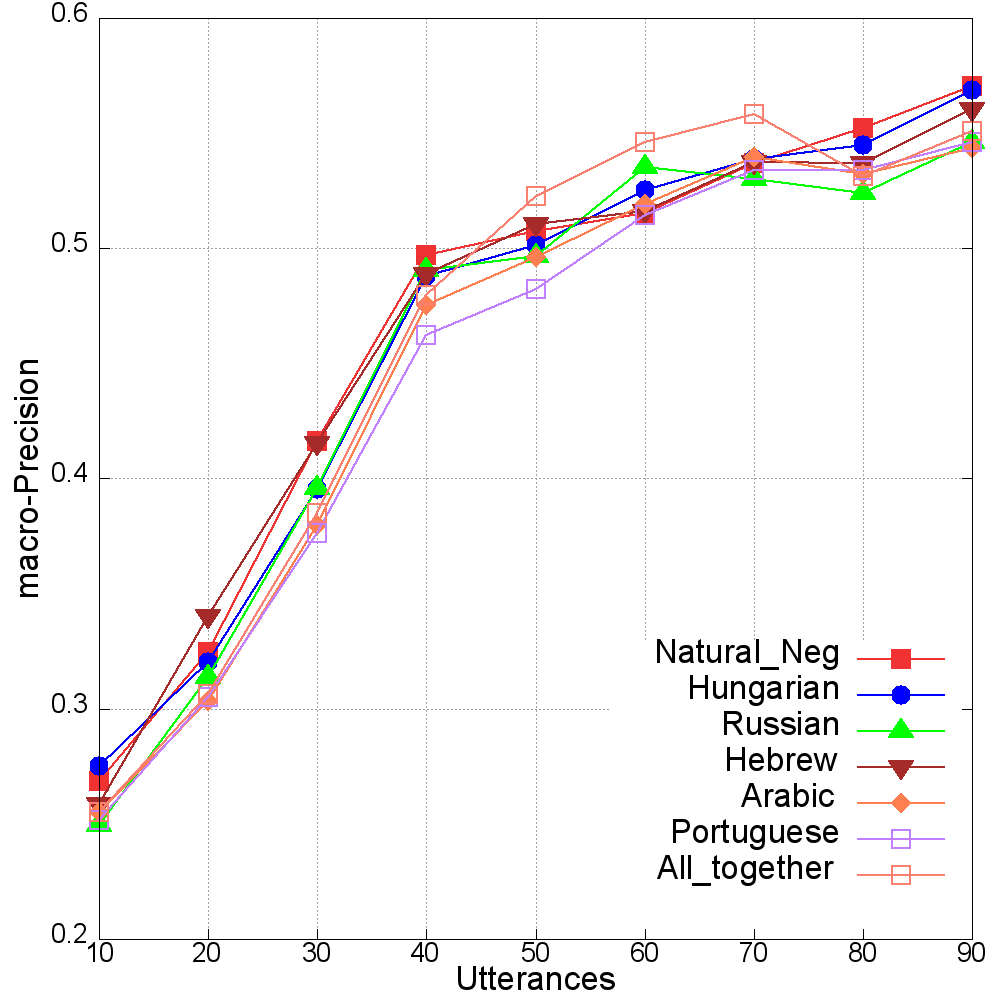 0.6
0.5
0.4
0.3
0.2
macro-Precision
Natural_Neg
Hungarian
Russian
Hebrew
Arabic
Portuguese
All_together
10 20 30 40 50 60 70 80 90
Utterances